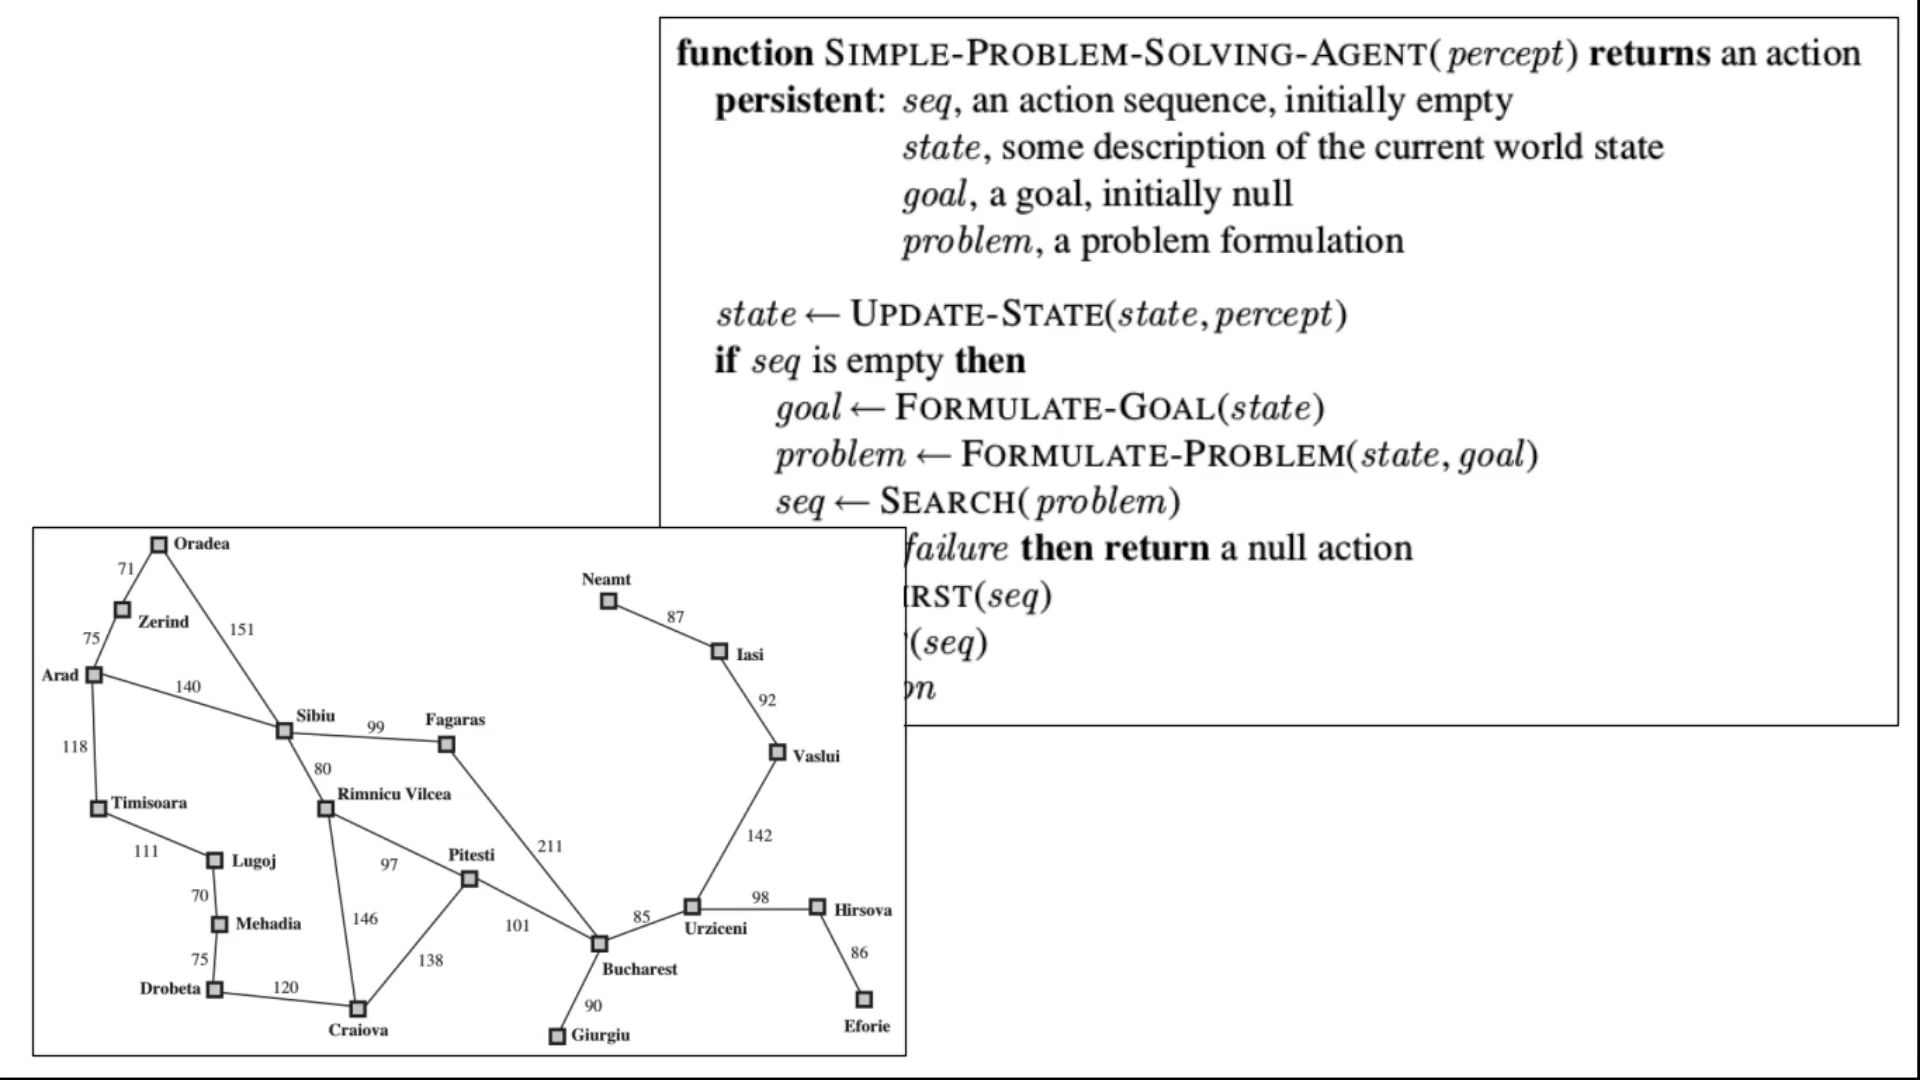 function SIMPLE-PROBLEM-SOLVING-AGENT(percept) returns an action
persistent: seq, an action sequence, initially empty
state, some description of the current world state
goal, a goal, initially null
problem, a problem formulation
state ← UPDATE-STATE(state, percept)
if seq is empty then
goal ← FORMULATE-GOAL(state)
problem ← FORMULATE-PROBLEM(state, goal)
seq ← SEARCH(problem)
failure then return a null action
(seq)
(seq)
Oradea
71
Neamt
87
Zerind
151
75
Iasi
Arad
140
92
Sibiu
99
Fagaras
118
Vaslui
80
Rimnicu Vilcea
Timisoara
142
111
211
Lugoj
97
Pitesti
70
98
Hirsova
146
85
Mehadia
101
Urziceni
75
138
86
Drobeta
120
Bucharest
90
Craiova
Giurgiu
Eforie